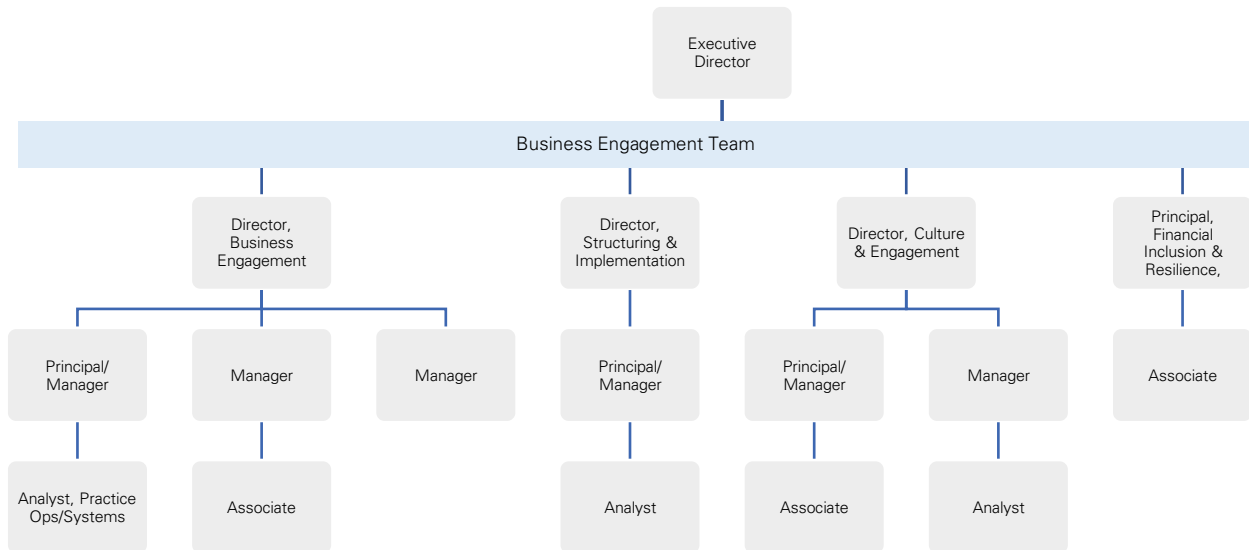 Executive
Director
Business Engagement Team
Director,
Business
Engagement
Director,
Structuring &
Implementation
Director, Culture
& Engagement
Principal,
Financial
Inclusion &
Resilience,
Principal/
Manager
Manager
Manager
Principal/
Manager
Principal/
Manager
Manager
Associate
Analyst, Practice
Ops/Systems
Associate
Analyst
Associate
Analyst